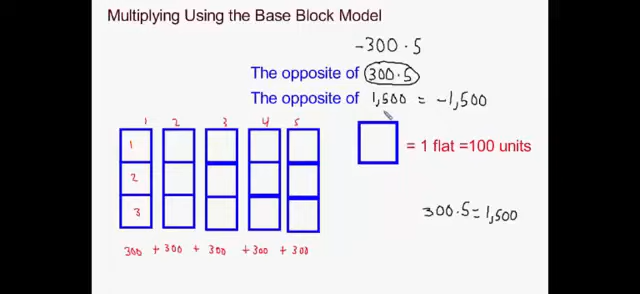 Multiplying Using the Base Block Model
-300 · 5
The opposite of 300 · 5
The opposite of 1,500 = -1,500
1 2 3 4 5
1
= 1 flat =100 units
2
3
300 · 5 = 1,500
300 + 300 + 300 + 300 + 300